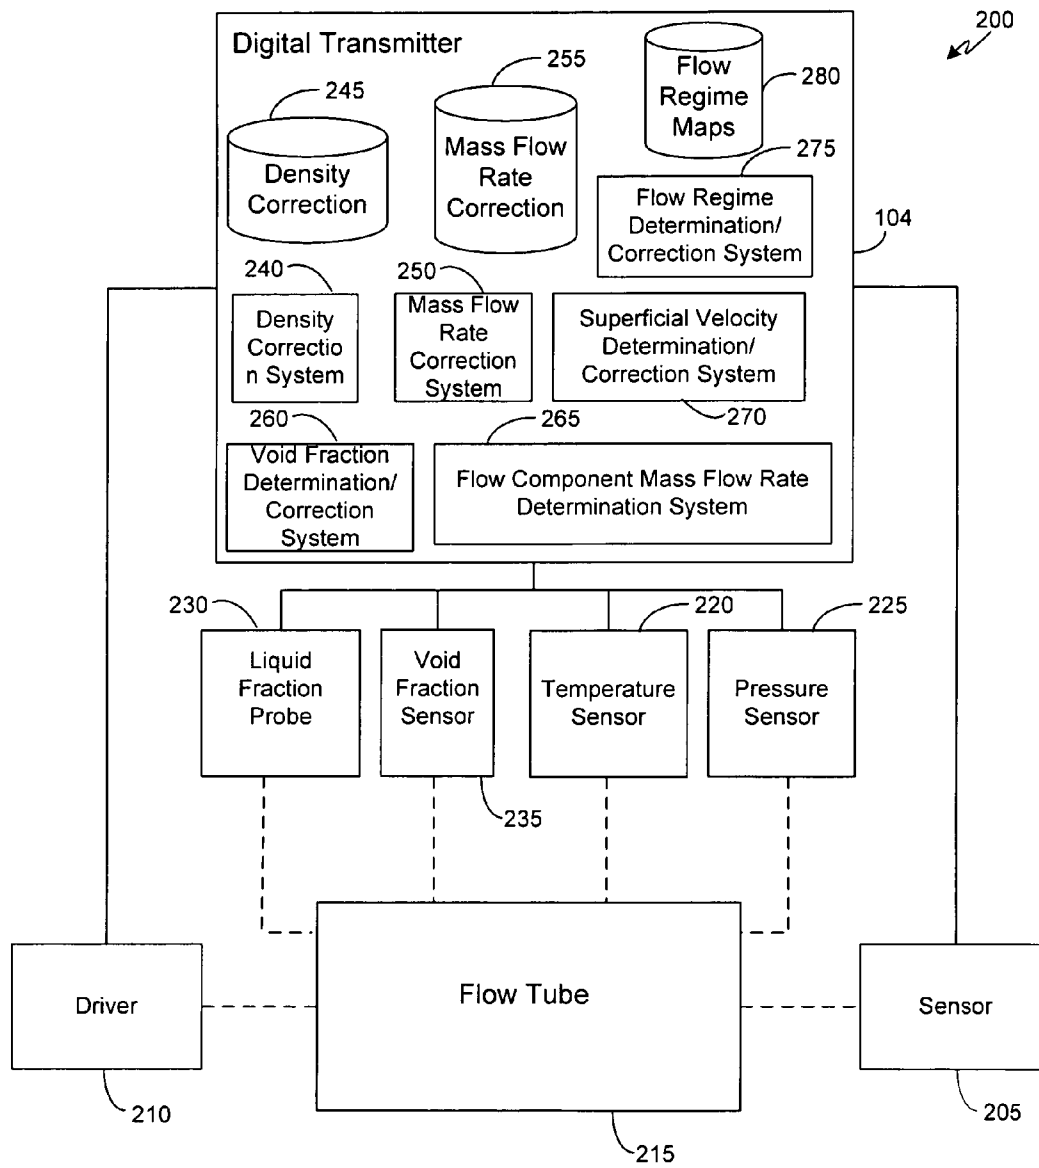 200
Digital Transmitter
255
Flow
Regime
Maps
280
245
Mass Flow
Rate
Correction
275
Density
Correction
Flow Regime
Determination/
Correction System
104
240
250
Density
Correctio
n System
Mass Flow
Rate
Correction
System
Superficial Velocity
Determination/
Correction System
260
265
270
Void Fraction
Determination/
Correction
System
Flow Component Mass Flow Rate
Determination System
230
220
225
Liquid
Fraction
Probe
Void
Fraction
Sensor
Temperature
Sensor
Pressure
Sensor
235
Driver
Flow Tube
Sensor
210
205
215